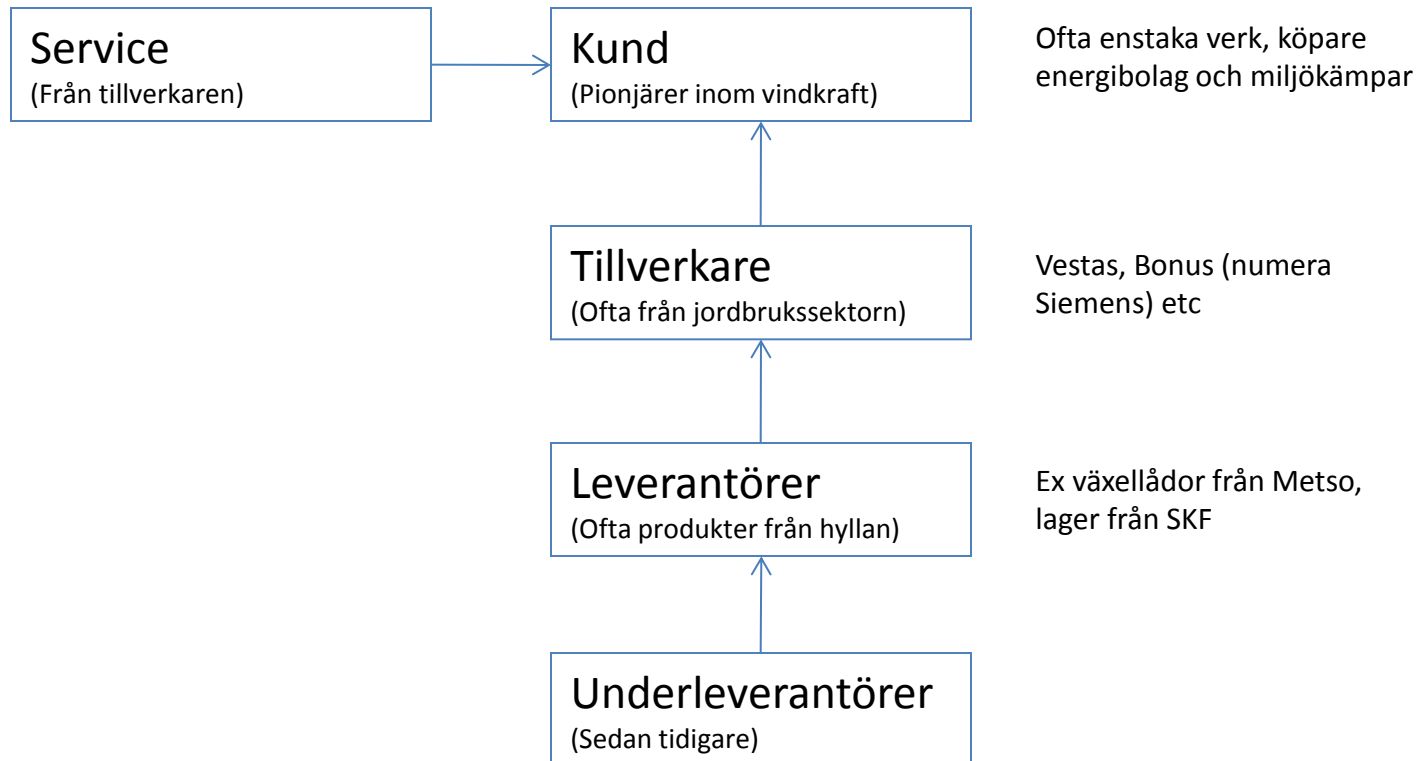 Service
(Från tillverkaren)
Kund
(Pionjärer inom vindkraft)
Ofta enstaka verk, köpare
energibolag och miljökämpar
Tillverkare
(Ofta från jordbrukssektorn)
Vestas, Bonus (numera
Siemens) etc
Leverantörer
(Ofta produkter från hyllan)
Ex växellådor från Metso,
lager från SKF
Underleverantörer
(Sedan tidigare)